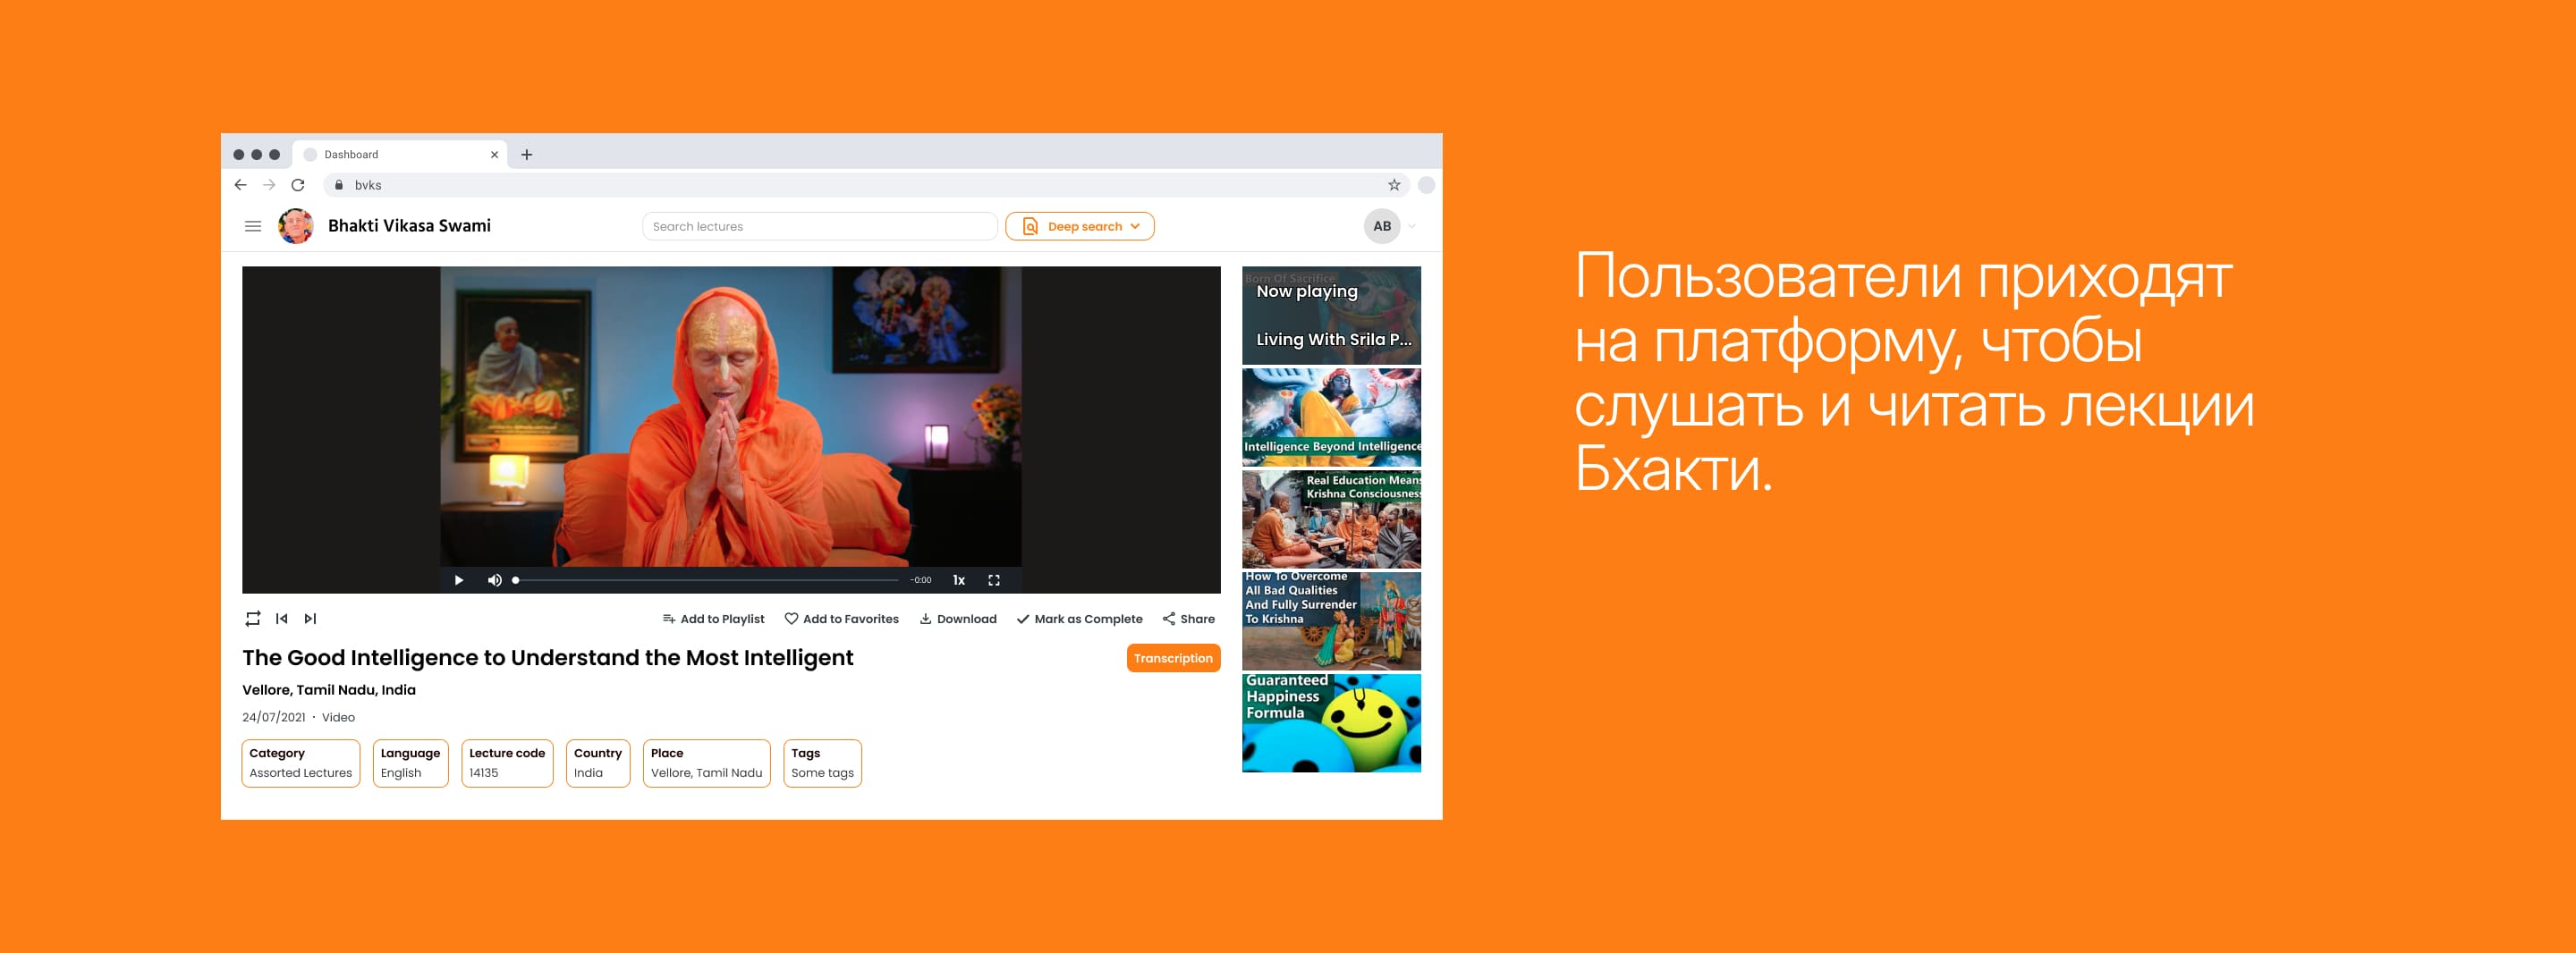 Dashboard
bvks
Bhakti Vikasa Swami
Search lectures
Deep search
AB
-0:00
1x
Add to Playlist
Add to Favorites
Download
Mark as Complete
Share
The Good Intelligence to Understand the Most Intelligent
Transcription
Vellore, Tamil Nadu, India
24/07/2021 · Video
Category
Assorted Lectures
Language
English
Lecture code
14135
Country
India
Place
Vellore, Tamil Nadu
Tags
Some tags
Born Of Sacrifice
Now playing
Living With Srila P...
Intelligence Beyond Intelligence
Real Education Means
Krishna Consciousness
How To Overcome
All Bad Qualities
And Fully Surrender
To Krishna
Guaranteed
Happiness
Formula
Пользователи приходят
на платформу, чтобы
слушать и читать лекции
Бхакти.